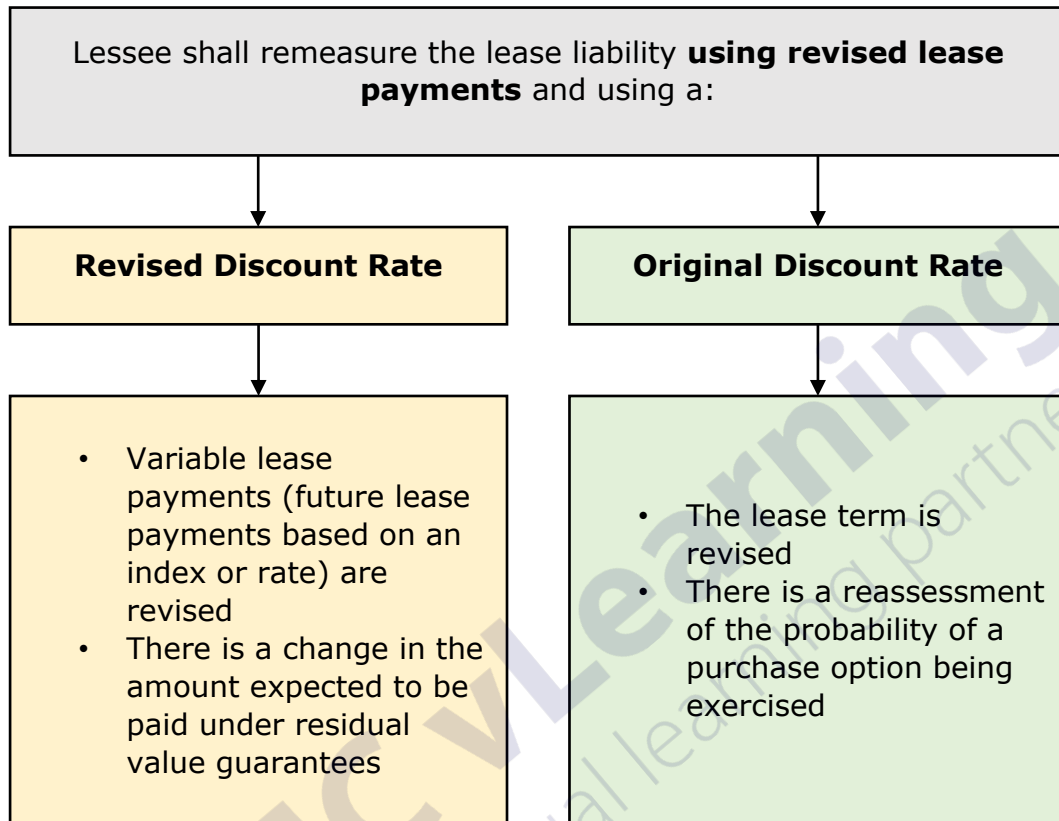 Lessee shall remeasure the lease liability using revised lease
payments and using a:
Revised Discount Rate
Original Discount Rate
• Variable lease
payments (future lease
payments based on an
index or rate) are
revised
• There is a change in the
amount expected to be
paid under residual
value guarantees
• The lease term is
revised
• There is a reassessment
of the probability of a
purchase option being
exercised
vLearning
learning partne